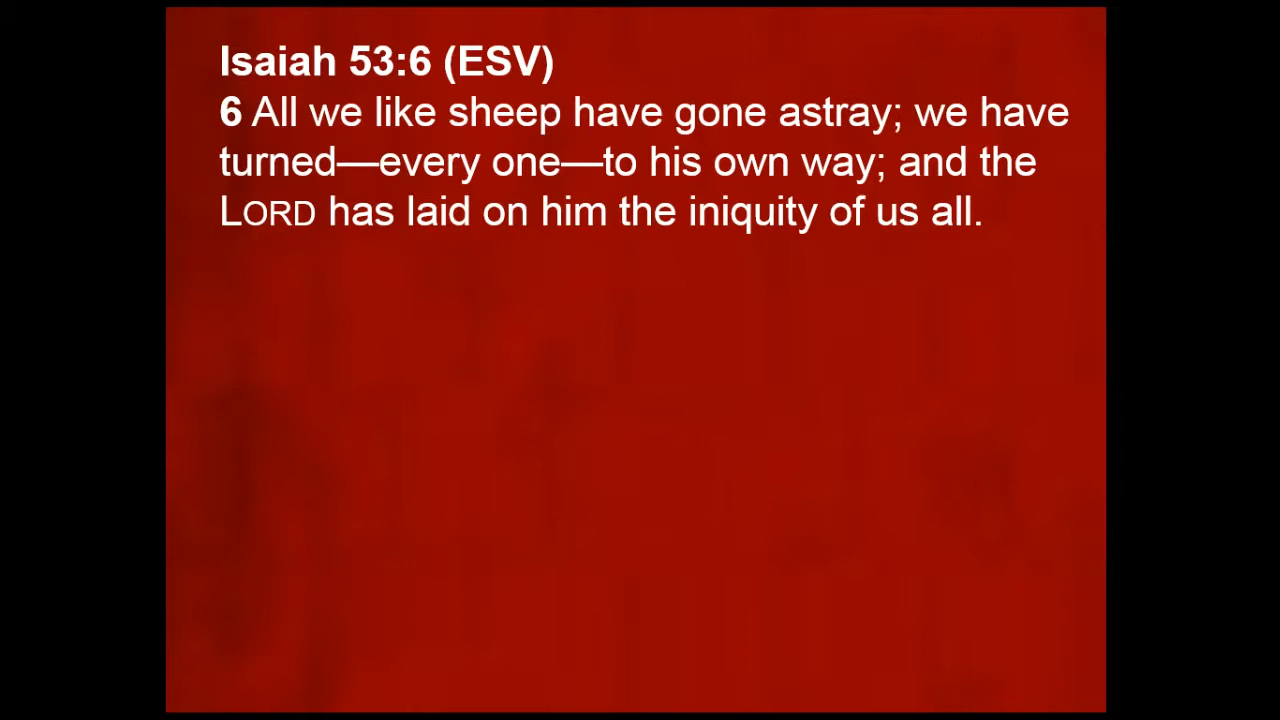 Isaiah 53:6 (ESV)
6 All we like sheep have gone astray; we have
turned—every one—to his own way; and the
LORD has laid on him the iniquity of us all.